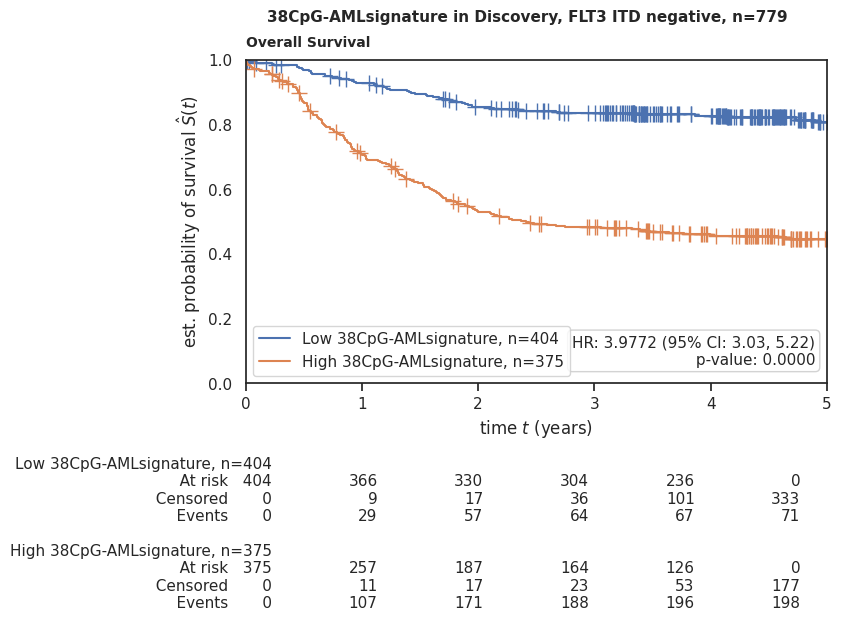 38CpG-AMLsignature in Discovery, FLT3 ITD negative, n=779
Overall Survival
1.0
0.8
0.6
0.4
0.2
0.0
est. probability of survival Ŝ(t)
Low 38CpG-AMLsignature, n=404
High 38CpG-AMLsignature, n=375
HR: 3.9772 (95% CI: 3.03, 5.22)
p-value: 0.0000
0 1 2 3 4 5
time t (years)
Low 38CpG-AMLsignature, n=404
At risk 404 366 330 304 236 0
Censored 0 9 17 36 101 333
Events 0 29 57 64 67 71
High 38CpG-AMLsignature, n=375
At risk 375 257 187 164 126 0
Censored 0 11 17 23 53 177
Events 0 107 171 188 196 198